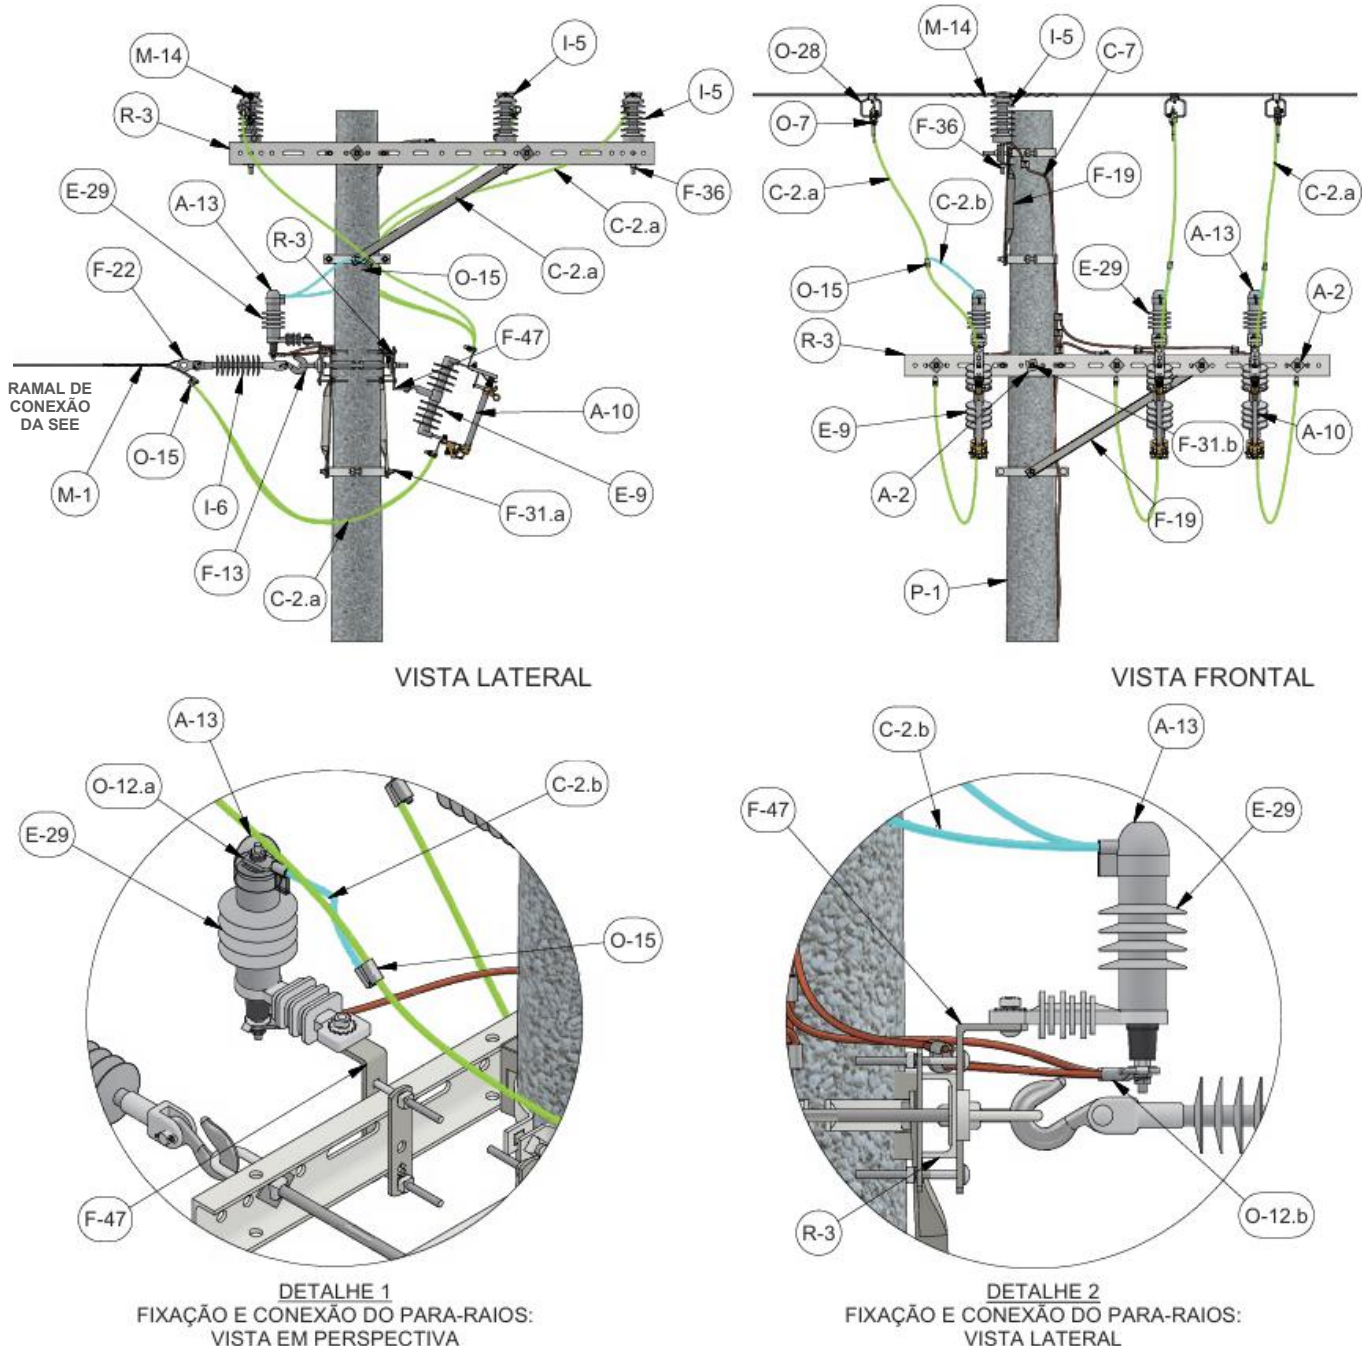 M-14
I-5
I-5
R-3
E-29
A-13
R-3
F-22
F-36
C-2.a
C-2.a
O-15
F-47
RAMAL DE
CONEXÃO
DA SEE
O-15
M-1
I-6
F-13
C-2.a
A-10
E-9
F-31.a
VISTA LATERAL
O-28
M-14
I-5
C-7
O-7
F-36
F-19
C-2.a
C-2.b
C-2.a
A-13
E-29
O-15
A-2
R-3
E-9
A-2
F-31.b
A-10
F-19
P-1
VISTA FRONTAL
A-13
O-12.a
C-2.b
E-29
O-15
F-47
DETALHE 1
FIXAÇÃO E CONEXÃO DO PARA-RAIOS:
VISTA EM PERSPECTIVA
C-2.b
A-13
F-47
E-29
R-3
O-12.b
DETALHE 2
FIXAÇÃO E CONEXÃO DO PARA-RAIOS:
VISTA LATERAL